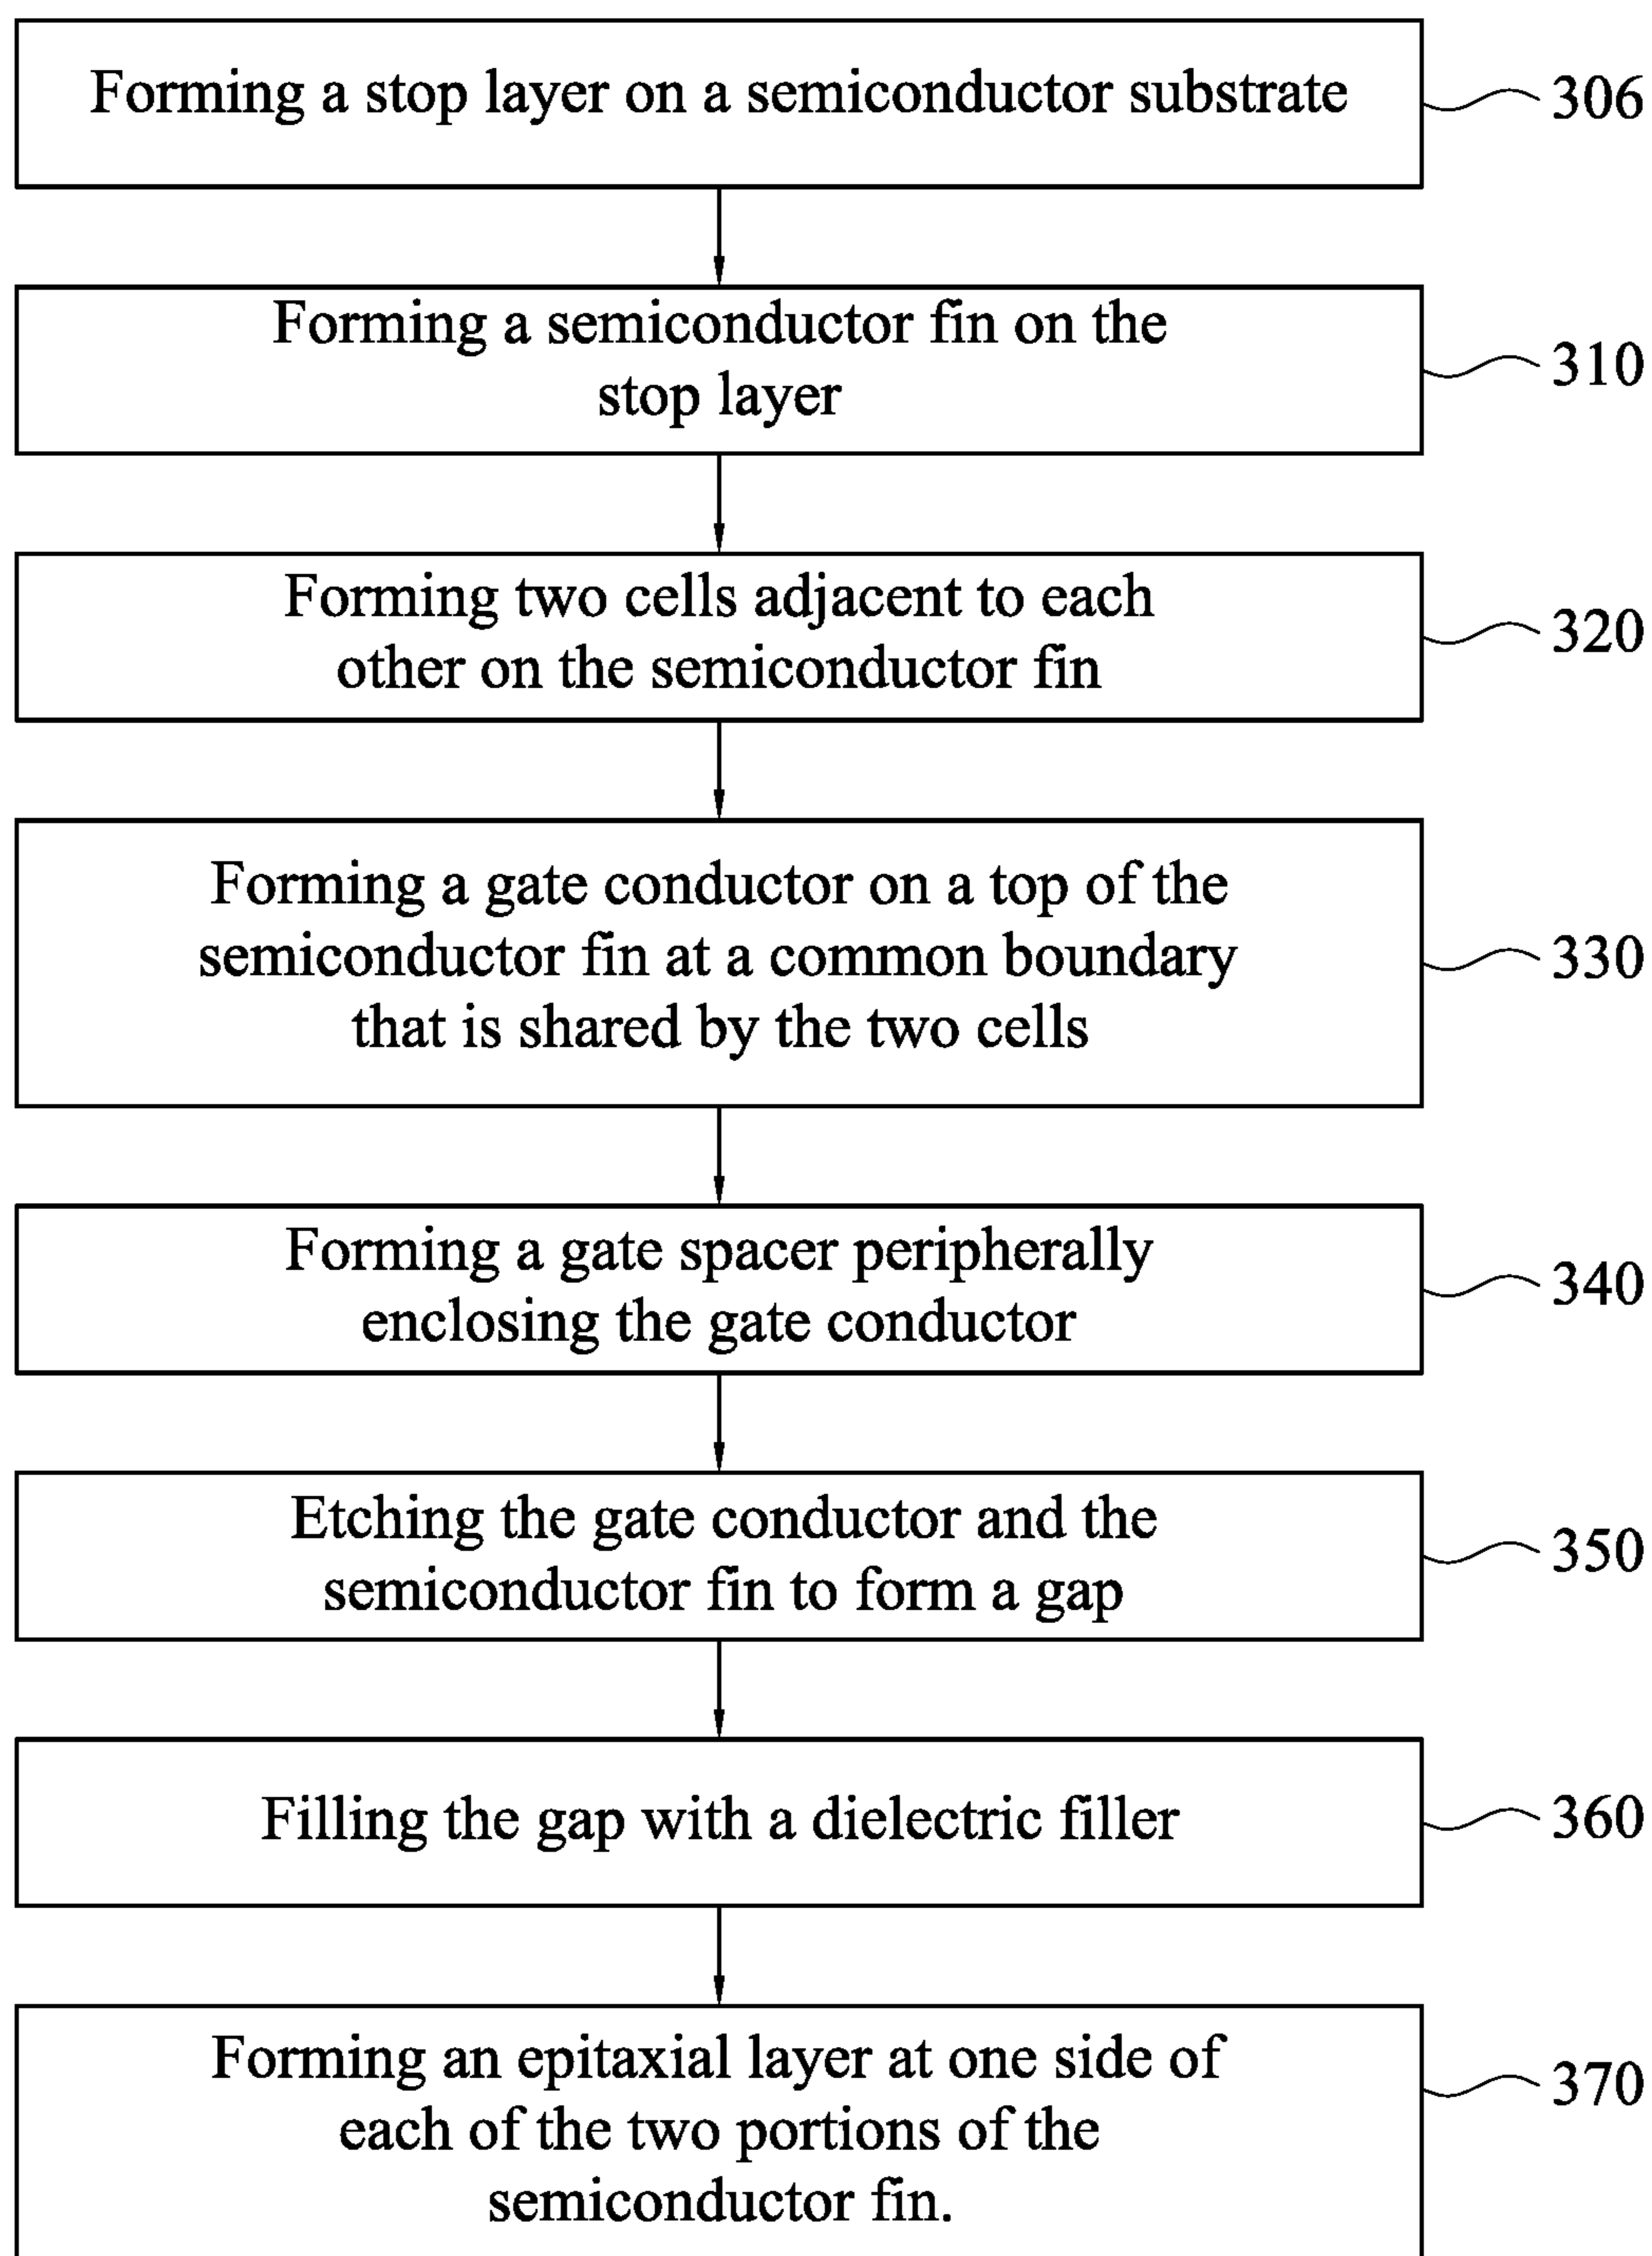 Forming a stop layer on a semiconductor substrate
306
Forming a semiconductor fin on the
stop layer
310
Forming two cells adjacent to each
other on the semiconductor fin
320
Forming a gate conductor on a top of the
semiconductor fin at a common boundary
that is shared by the two cells
330
Forming a gate spacer peripherally
enclosing the gate conductor
340
Etching the gate conductor and the
semiconductor fin to form a gap
350
Filling the gap with a dielectric filler
360
Forming an epitaxial layer at one side of
each of the two portions of the
semiconductor fin.
370